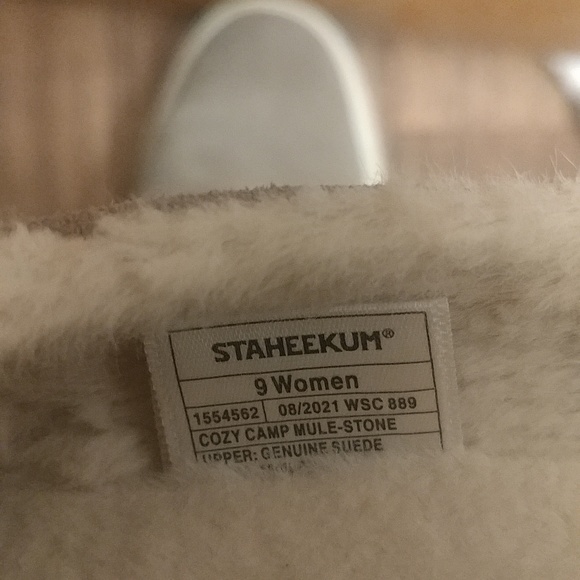 STAHEEKUM®
9 Women
1554562 08/2021 WSC 889
COZY CAMP MULE-STONE
UPPER: GENUINE SUEDE